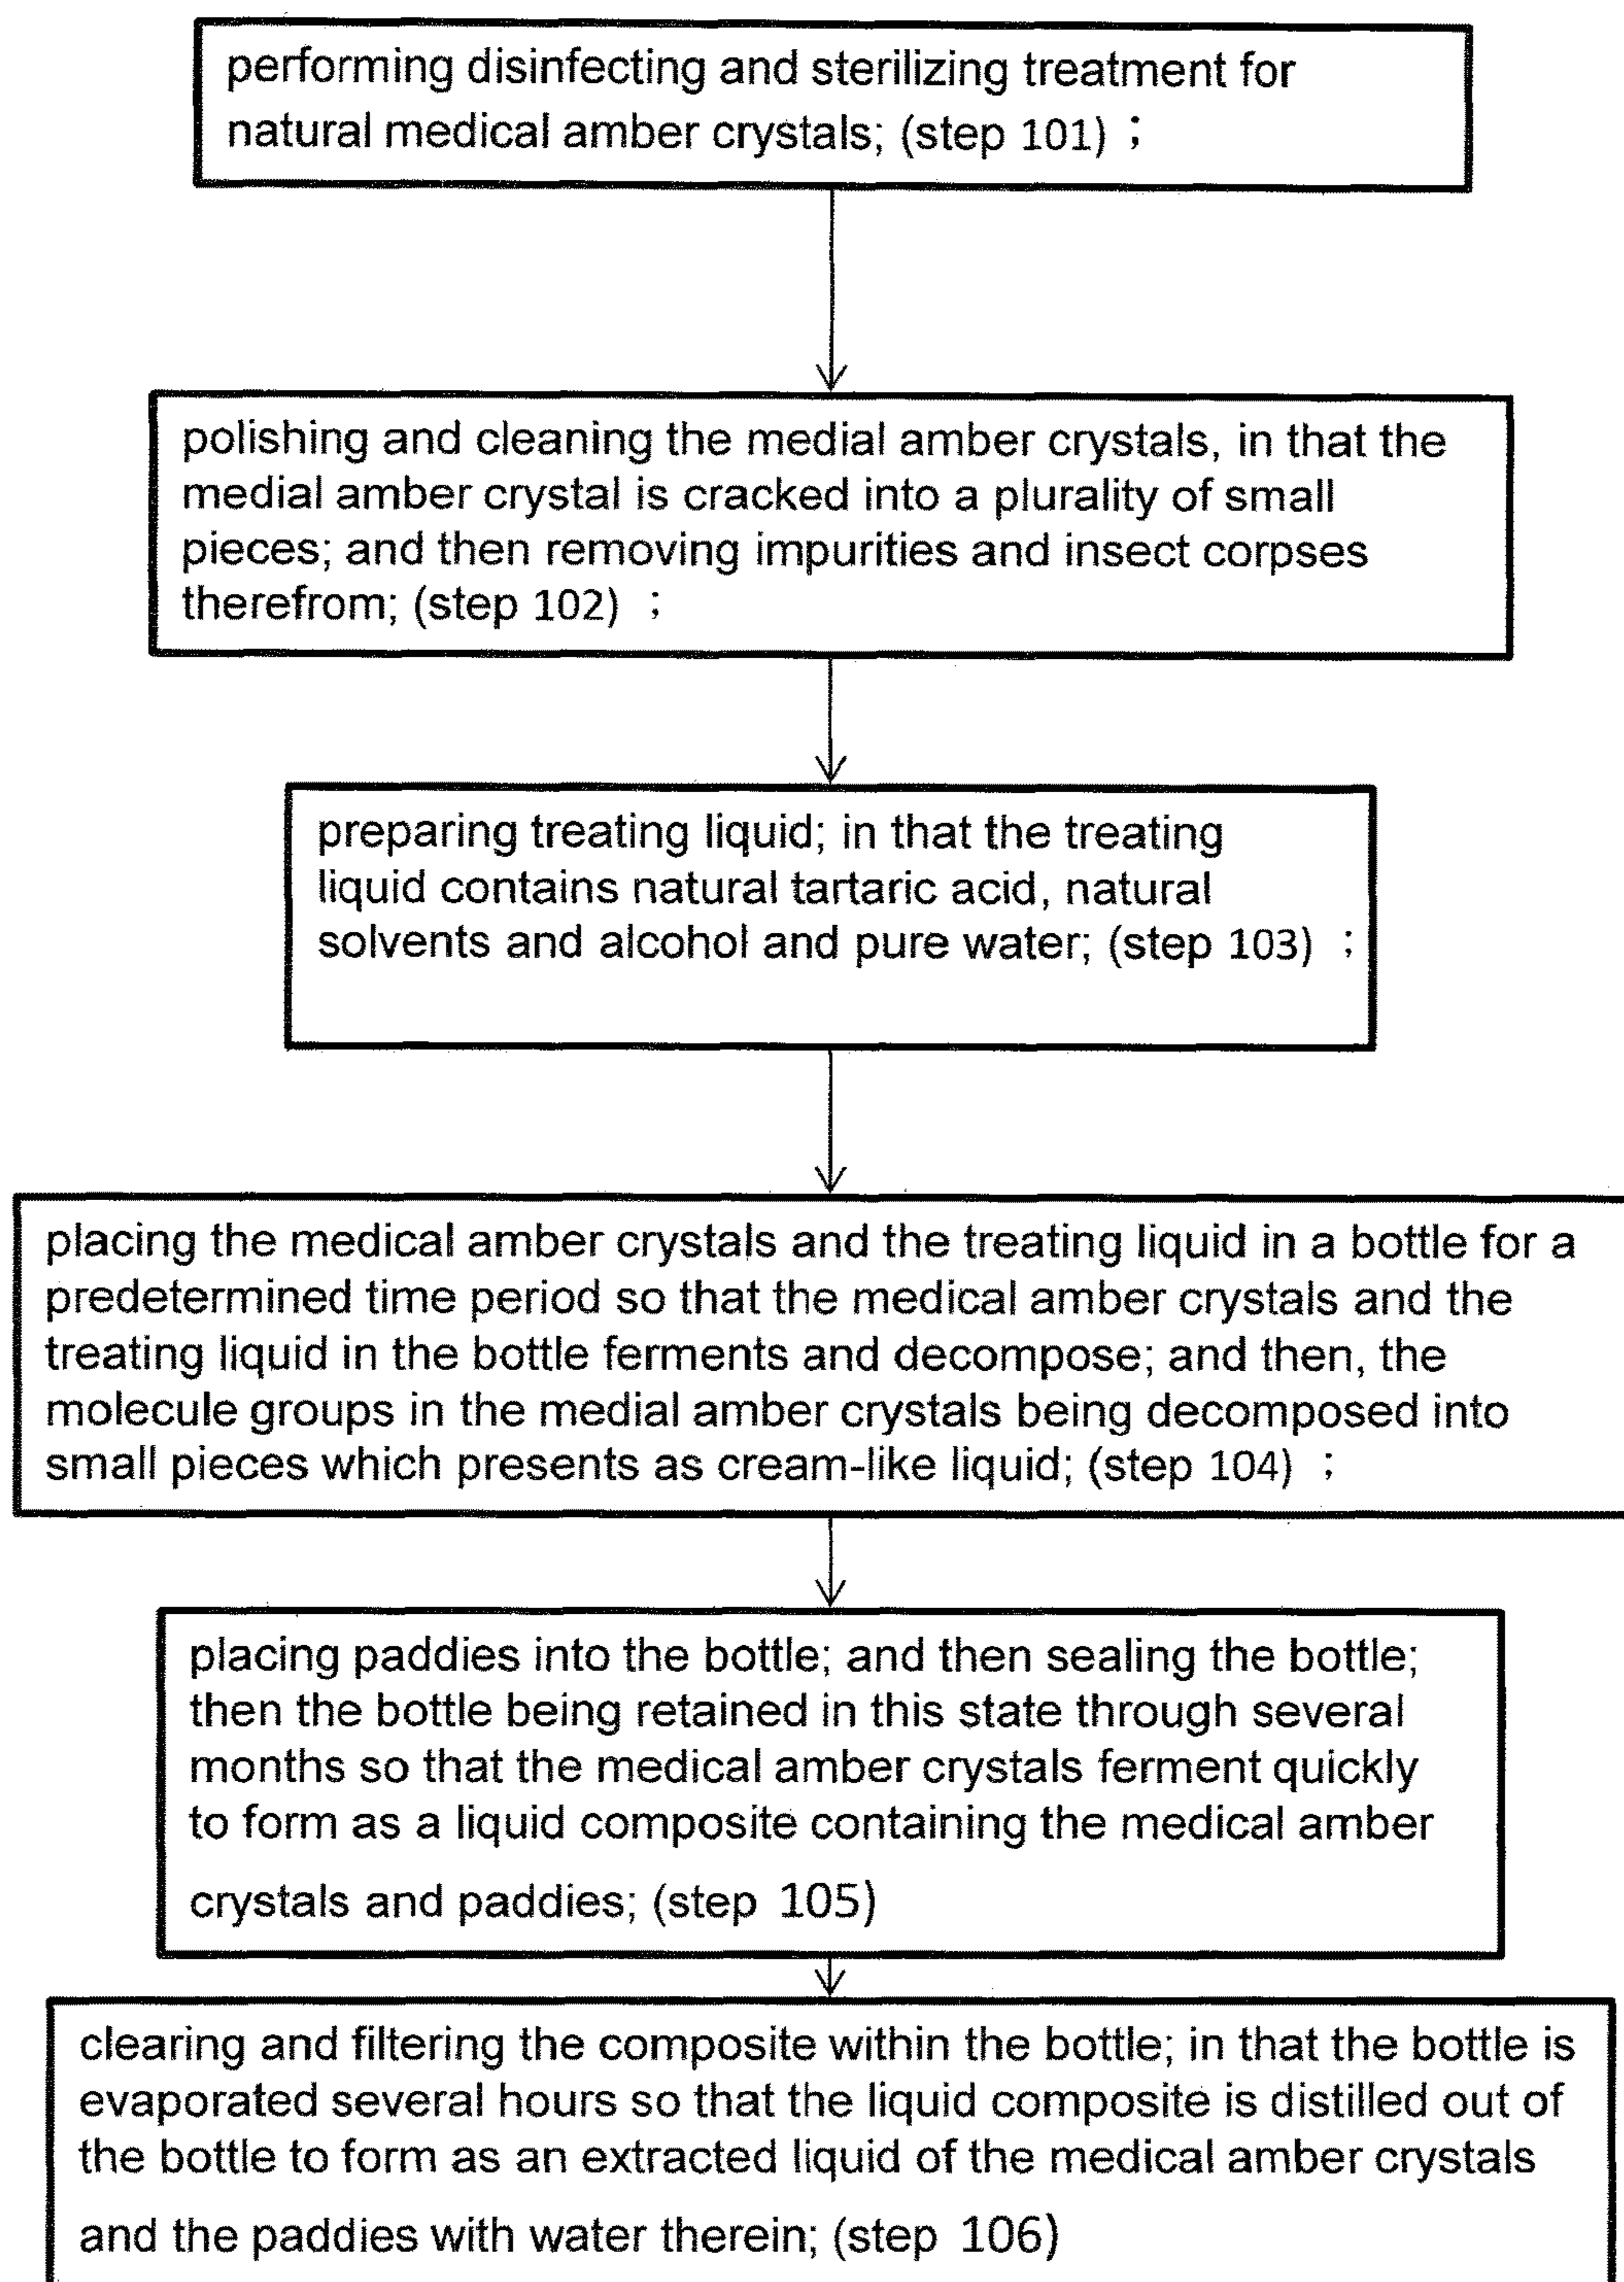 performing disinfecting and sterilizing treatment for
natural medical amber crystals; (step 101) ;
polishing and cleaning the medial amber crystals, in that the
medial amber crystal is cracked into a plurality of small
pieces; and then removing impurities and insect corpses
therefrom; (step 102) ;
preparing treating liquid; in that the treating
liquid contains natural tartaric acid, natural
solvents and alcohol and pure water; (step 103) ;
placing the medical amber crystals and the treating liquid in a bottle for a
predetermined time period so that the medical amber crystals and the
treating liquid in the bottle ferments and decompose; and then, the
molecule groups in the medial amber crystals being decomposed into
small pieces which presents as cream-like liquid; (step 104) ;
placing paddies into the bottle; and then sealing the bottle;
then the bottle being retained in this state through several
months so that the medical amber crystals ferment quickly
to form as a liquid composite containing the medical amber
crystals and paddies; (step 105)
clearing and filtering the composite within the bottle; in that the bottle is
evaporated several hours so that the liquid composite is distilled out of
the bottle to form as an extracted liquid of the medical amber crystals
and the paddies with water therein; (step 106)